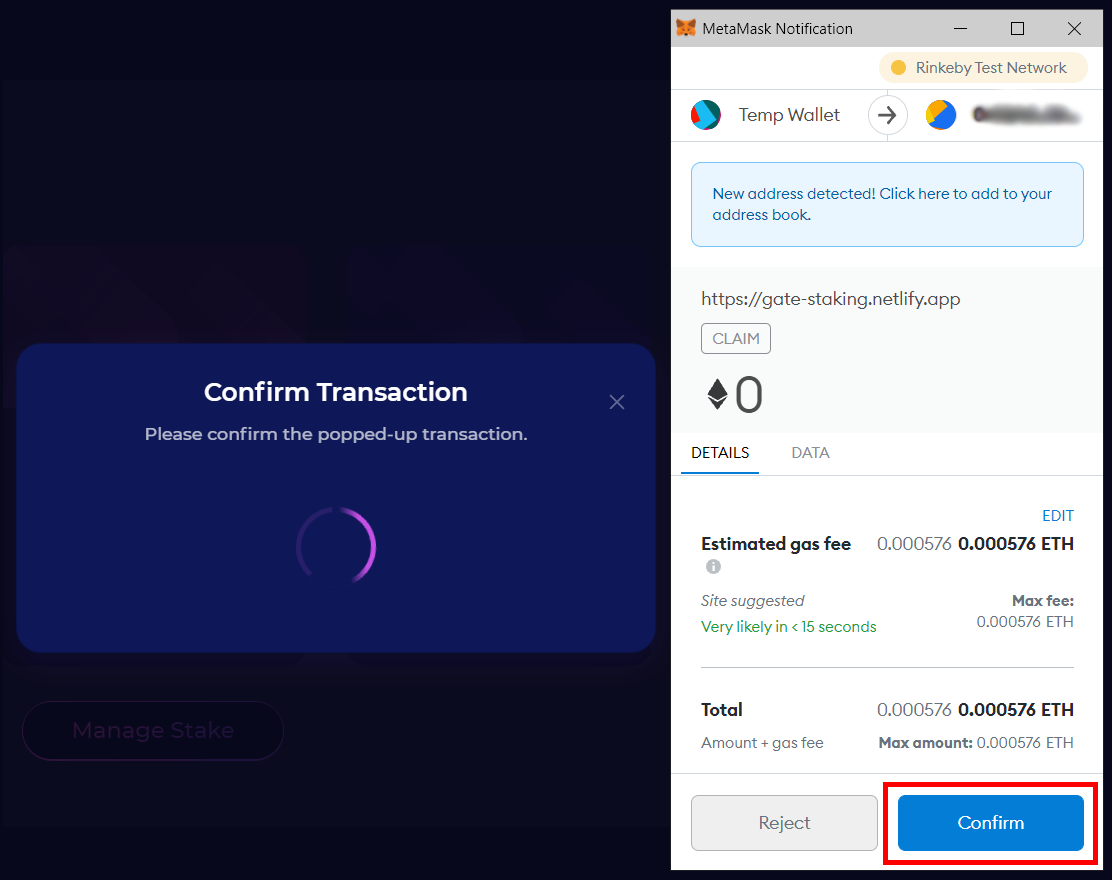 MetaMask Notification
Rinkeby Test Network
Temp Wallet
New address detected! Click here to add to your
address book.
https://gate-staking.netlify.app
CLAIM
0
DETAILS DATA
EDIT
Estimated gas fee 0.000576 0.000576 ETH
Site suggested Max fee:
Very likely in < 15 seconds 0.000576 ETH
Total 0.000576 0.000576 ETH
Amount + gas fee Max amount: 0.000576 ETH
Reject Confirm
Confirm Transaction
Please confirm the popped-up transaction.
Manage Stake